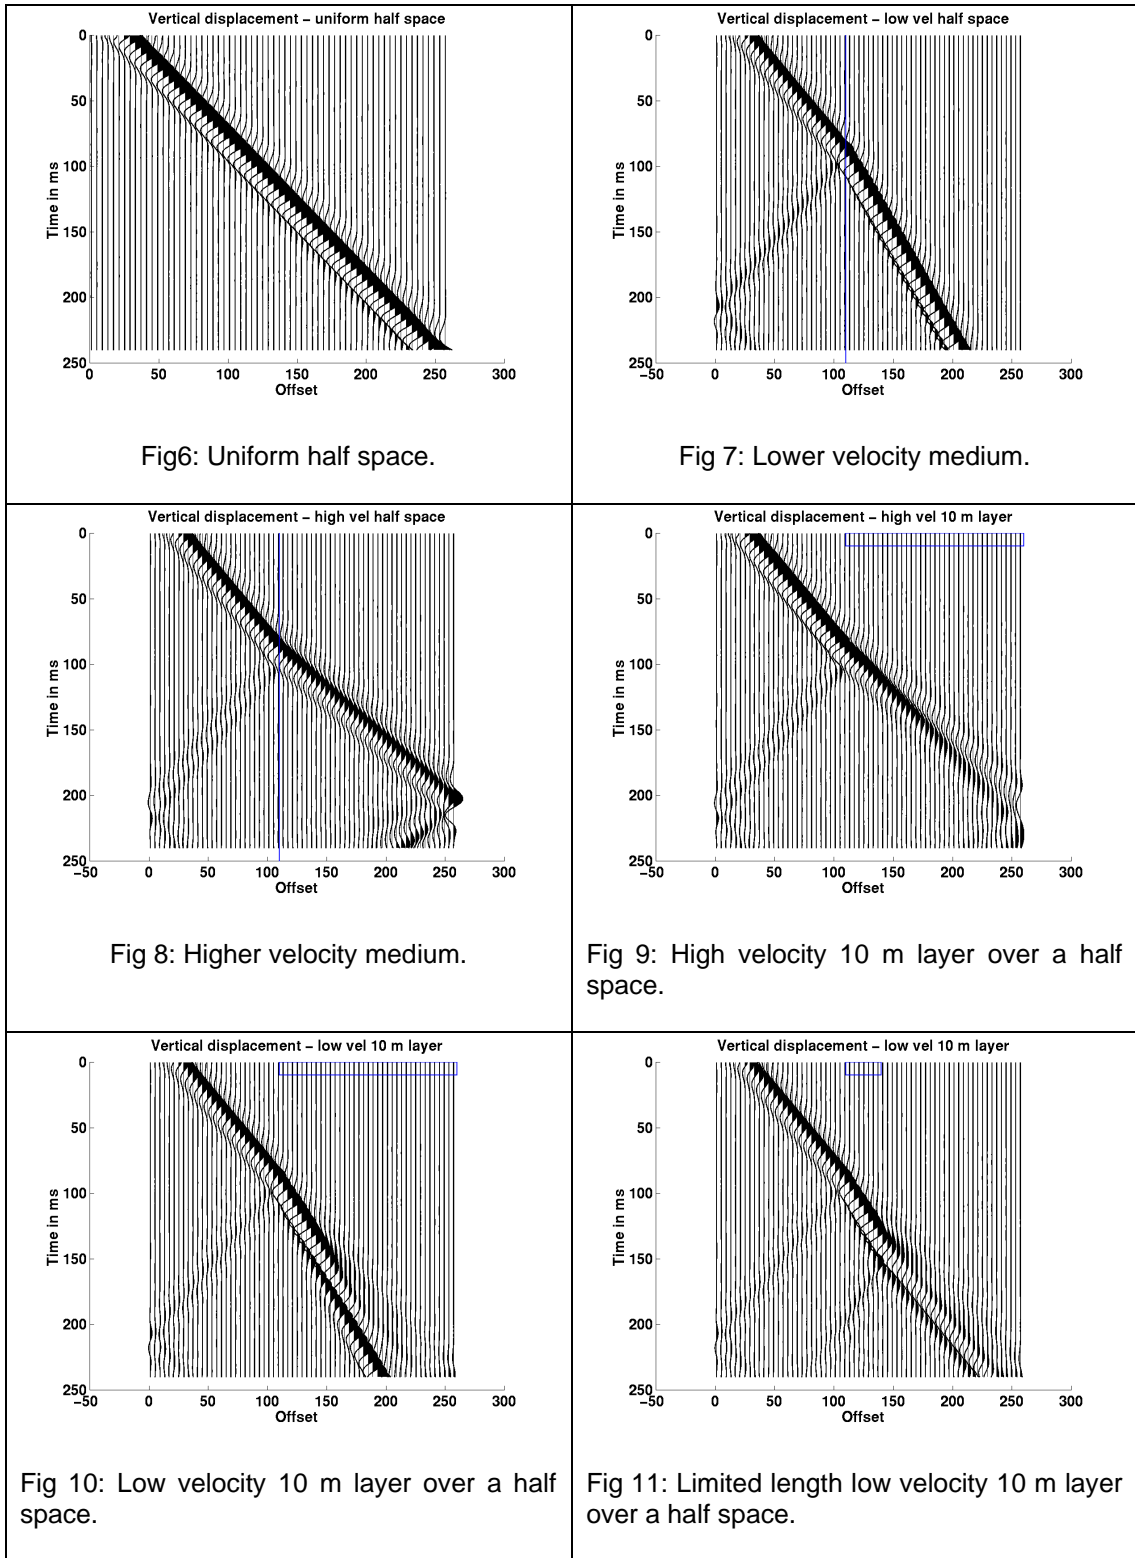 Vertical displacement – uniform half space
0
50
100
150
200
250
Time in ms
0 50 100 150 200 250 300
Offset
Fig6: Uniform half space.
Vertical displacement – low vel half space
0
50
100
150
200
250
Time in ms
−50 0 50 100 150 200 250 300
Offset
Fig 7: Lower velocity medium.
Vertical displacement – high vel half space
0
50
100
150
200
250
Time in ms
−50 0 50 100 150 200 250 300
Offset
Fig 8: Higher velocity medium.
Vertical displacement – high vel 10 m layer
0
50
100
150
200
250
Time in ms
−50 0 50 100 150 200 250 300
Offset
Fig 9: High velocity 10 m layer over a half
space.
Vertical displacement – low vel 10 m layer
0
50
100
150
200
250
Time in ms
−50 0 50 100 150 200 250 300
Offset
Fig 10: Low velocity 10 m layer over a half
space.
Vertical displacement – low vel 10 m layer
0
50
100
150
200
250
Time in ms
−50 0 50 100 150 200 250 300
Offset
Fig 11: Limited length low velocity 10 m layer
over a half space.